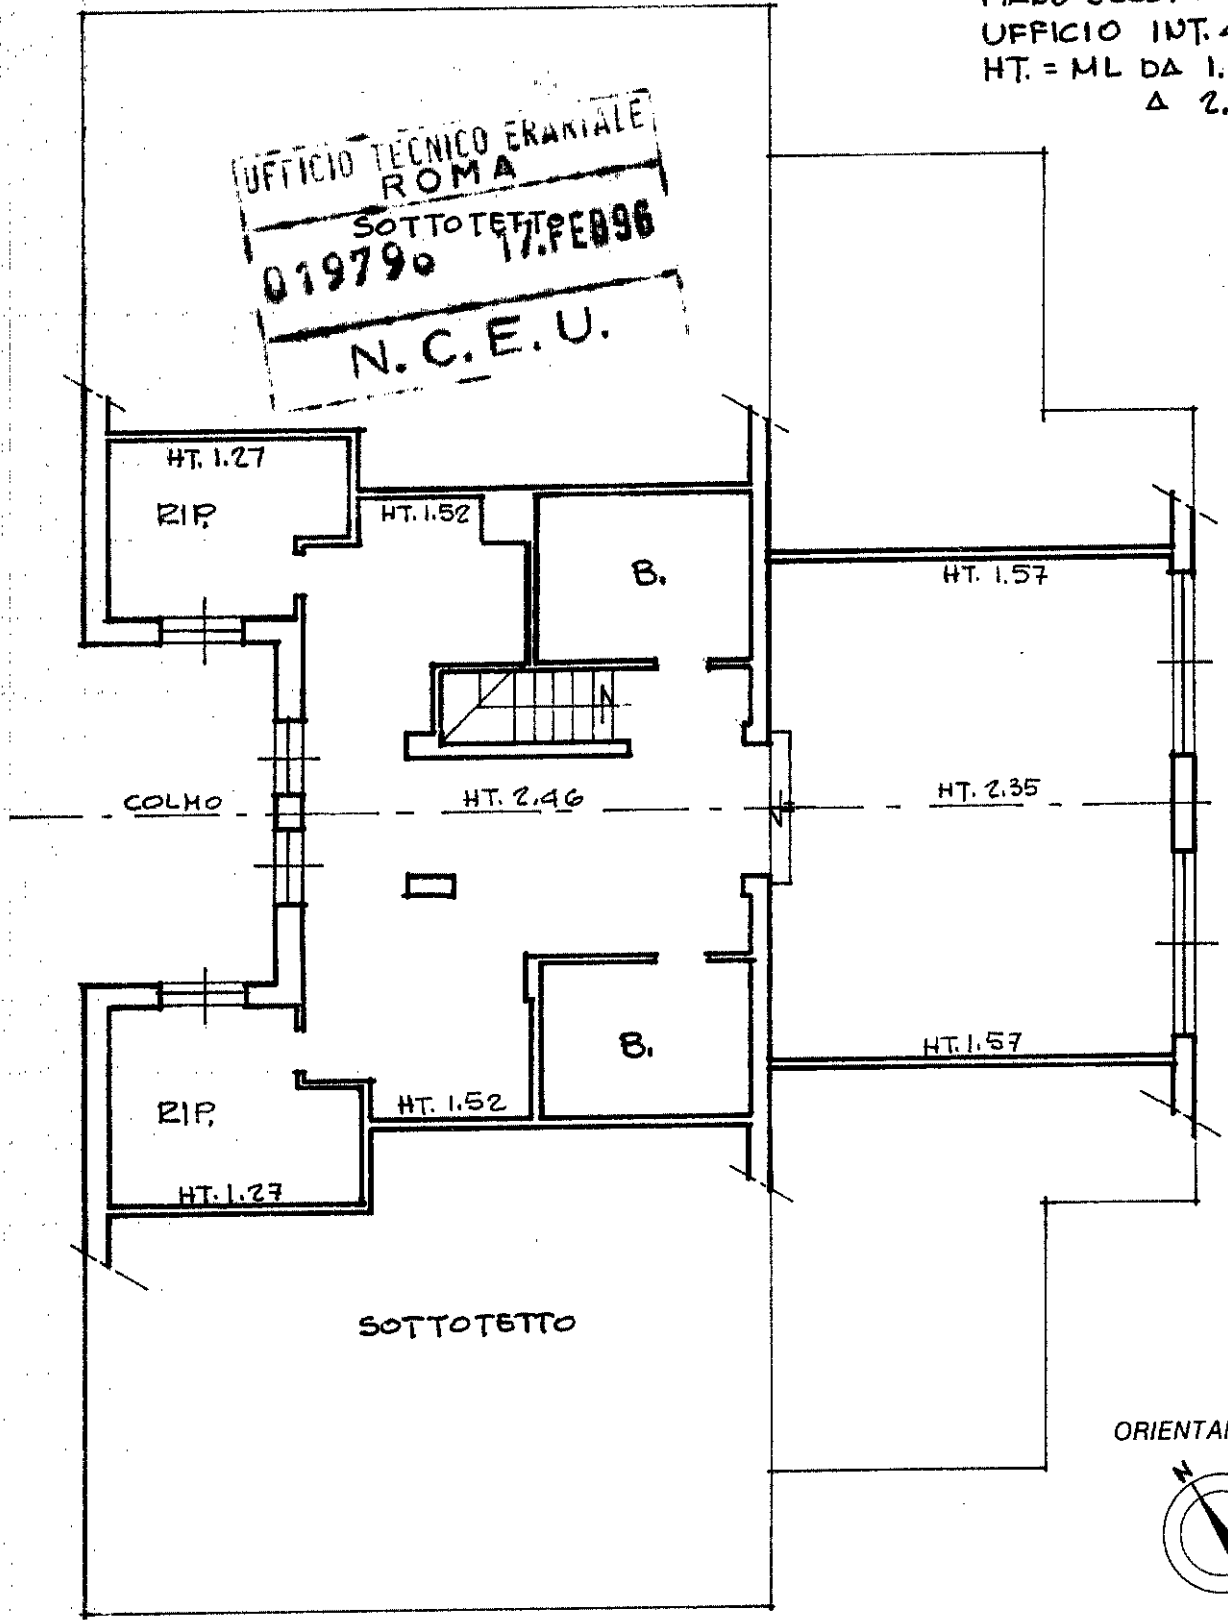 UFFICIO INT.
HT. = ML DA 1.
A 2.
UFFICIO TECNICO ERARIALE
ROMA
SOTTOTETTO
019790 17.FEB96
N.C.E.U.
HT. 1.27
RIP.
HT. 1.52
B.
HT. 1.57
COLMO
HT. 2.46
HT. 2.35
B.
HT. 1.57
RIP.
HT. 1.52
HT. 1.27
SOTTOTETTO
N